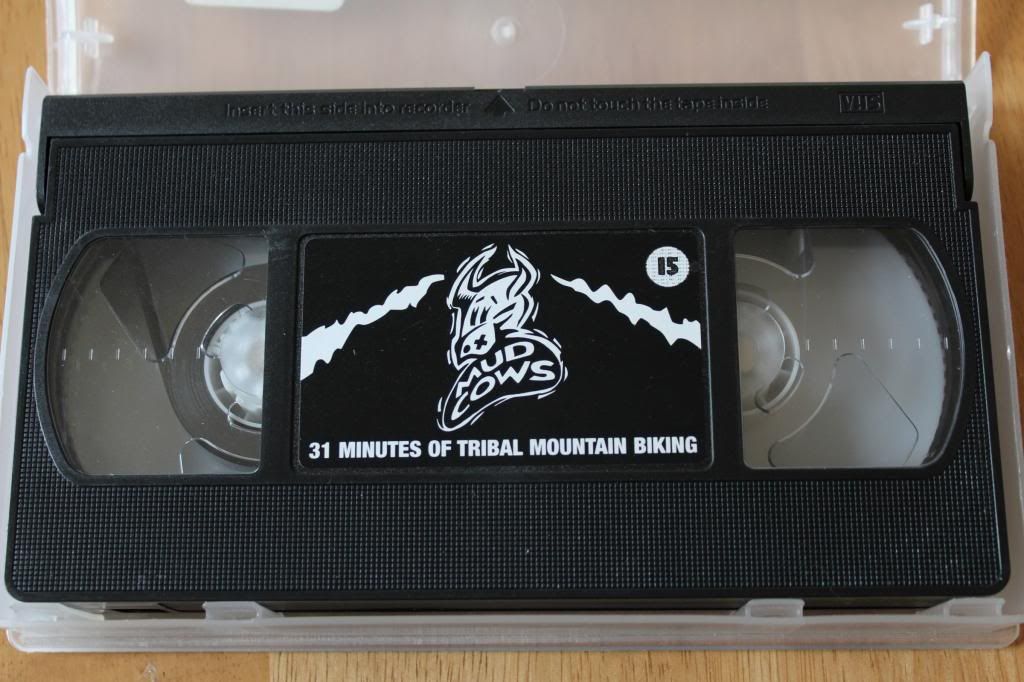 Insert this side into recorder Do not touch the tape inside VHS
15
MUD
COWS
31 MINUTES OF TRIBAL MOUNTAIN BIKING